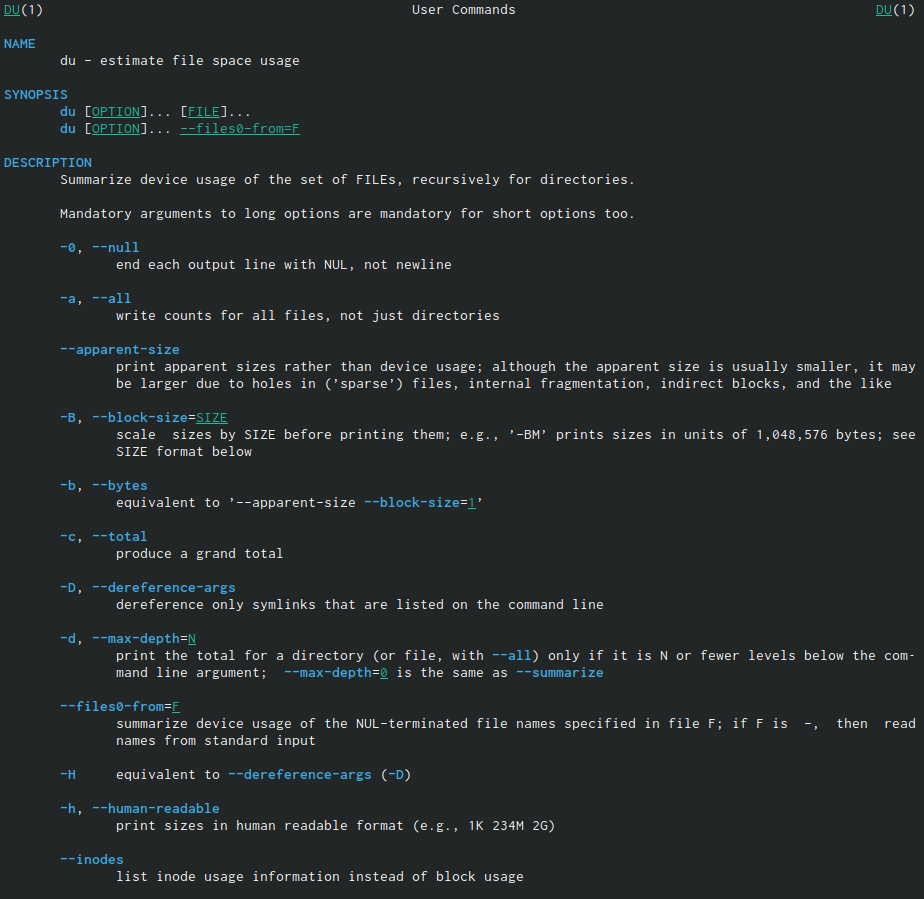 DU(1) User Commands DU(1)
NAME
du – estimate file space usage
SYNOPSIS
du [OPTION]... [FILE]...
du [OPTION]... --files0-from=F
DESCRIPTION
Summarize device usage of the set of FILEs, recursively for directories.
Mandatory arguments to long options are mandatory for short options too.
-0, --null
end each output line with NUL, not newline
-a, --all
write counts for all files, not just directories
--apparent-size
print apparent sizes rather than device usage; although the apparent size is usually smaller, it may
be larger due to holes in (’sparse’) files, internal fragmentation, indirect blocks, and the like
-B, --block-size=SIZE
scale  sizes by SIZE before printing them; e.g., ’-BM’ prints sizes in units of 1,048,576 bytes; see
SIZE format below
-b, --bytes
equivalent to ’--apparent-size --block-size=1’
-c, --total
produce a grand total
-D, --dereference-args
dereference only symlinks that are listed on the command line
-d, --max-depth=N
print the total for a directory (or file, with --all) only if it is N or fewer levels below the com‐
mand line argument;  --max-depth=0 is the same as --summarize
--files0-from=F
summarize device usage of the NUL-terminated file names specified in file F; if F is  -,  then  read
names from standard input
-H     equivalent to --dereference-args (-D)
-h, --human-readable
print sizes in human readable format (e.g., 1K 234M 2G)
--inodes
list inode usage information instead of block usage